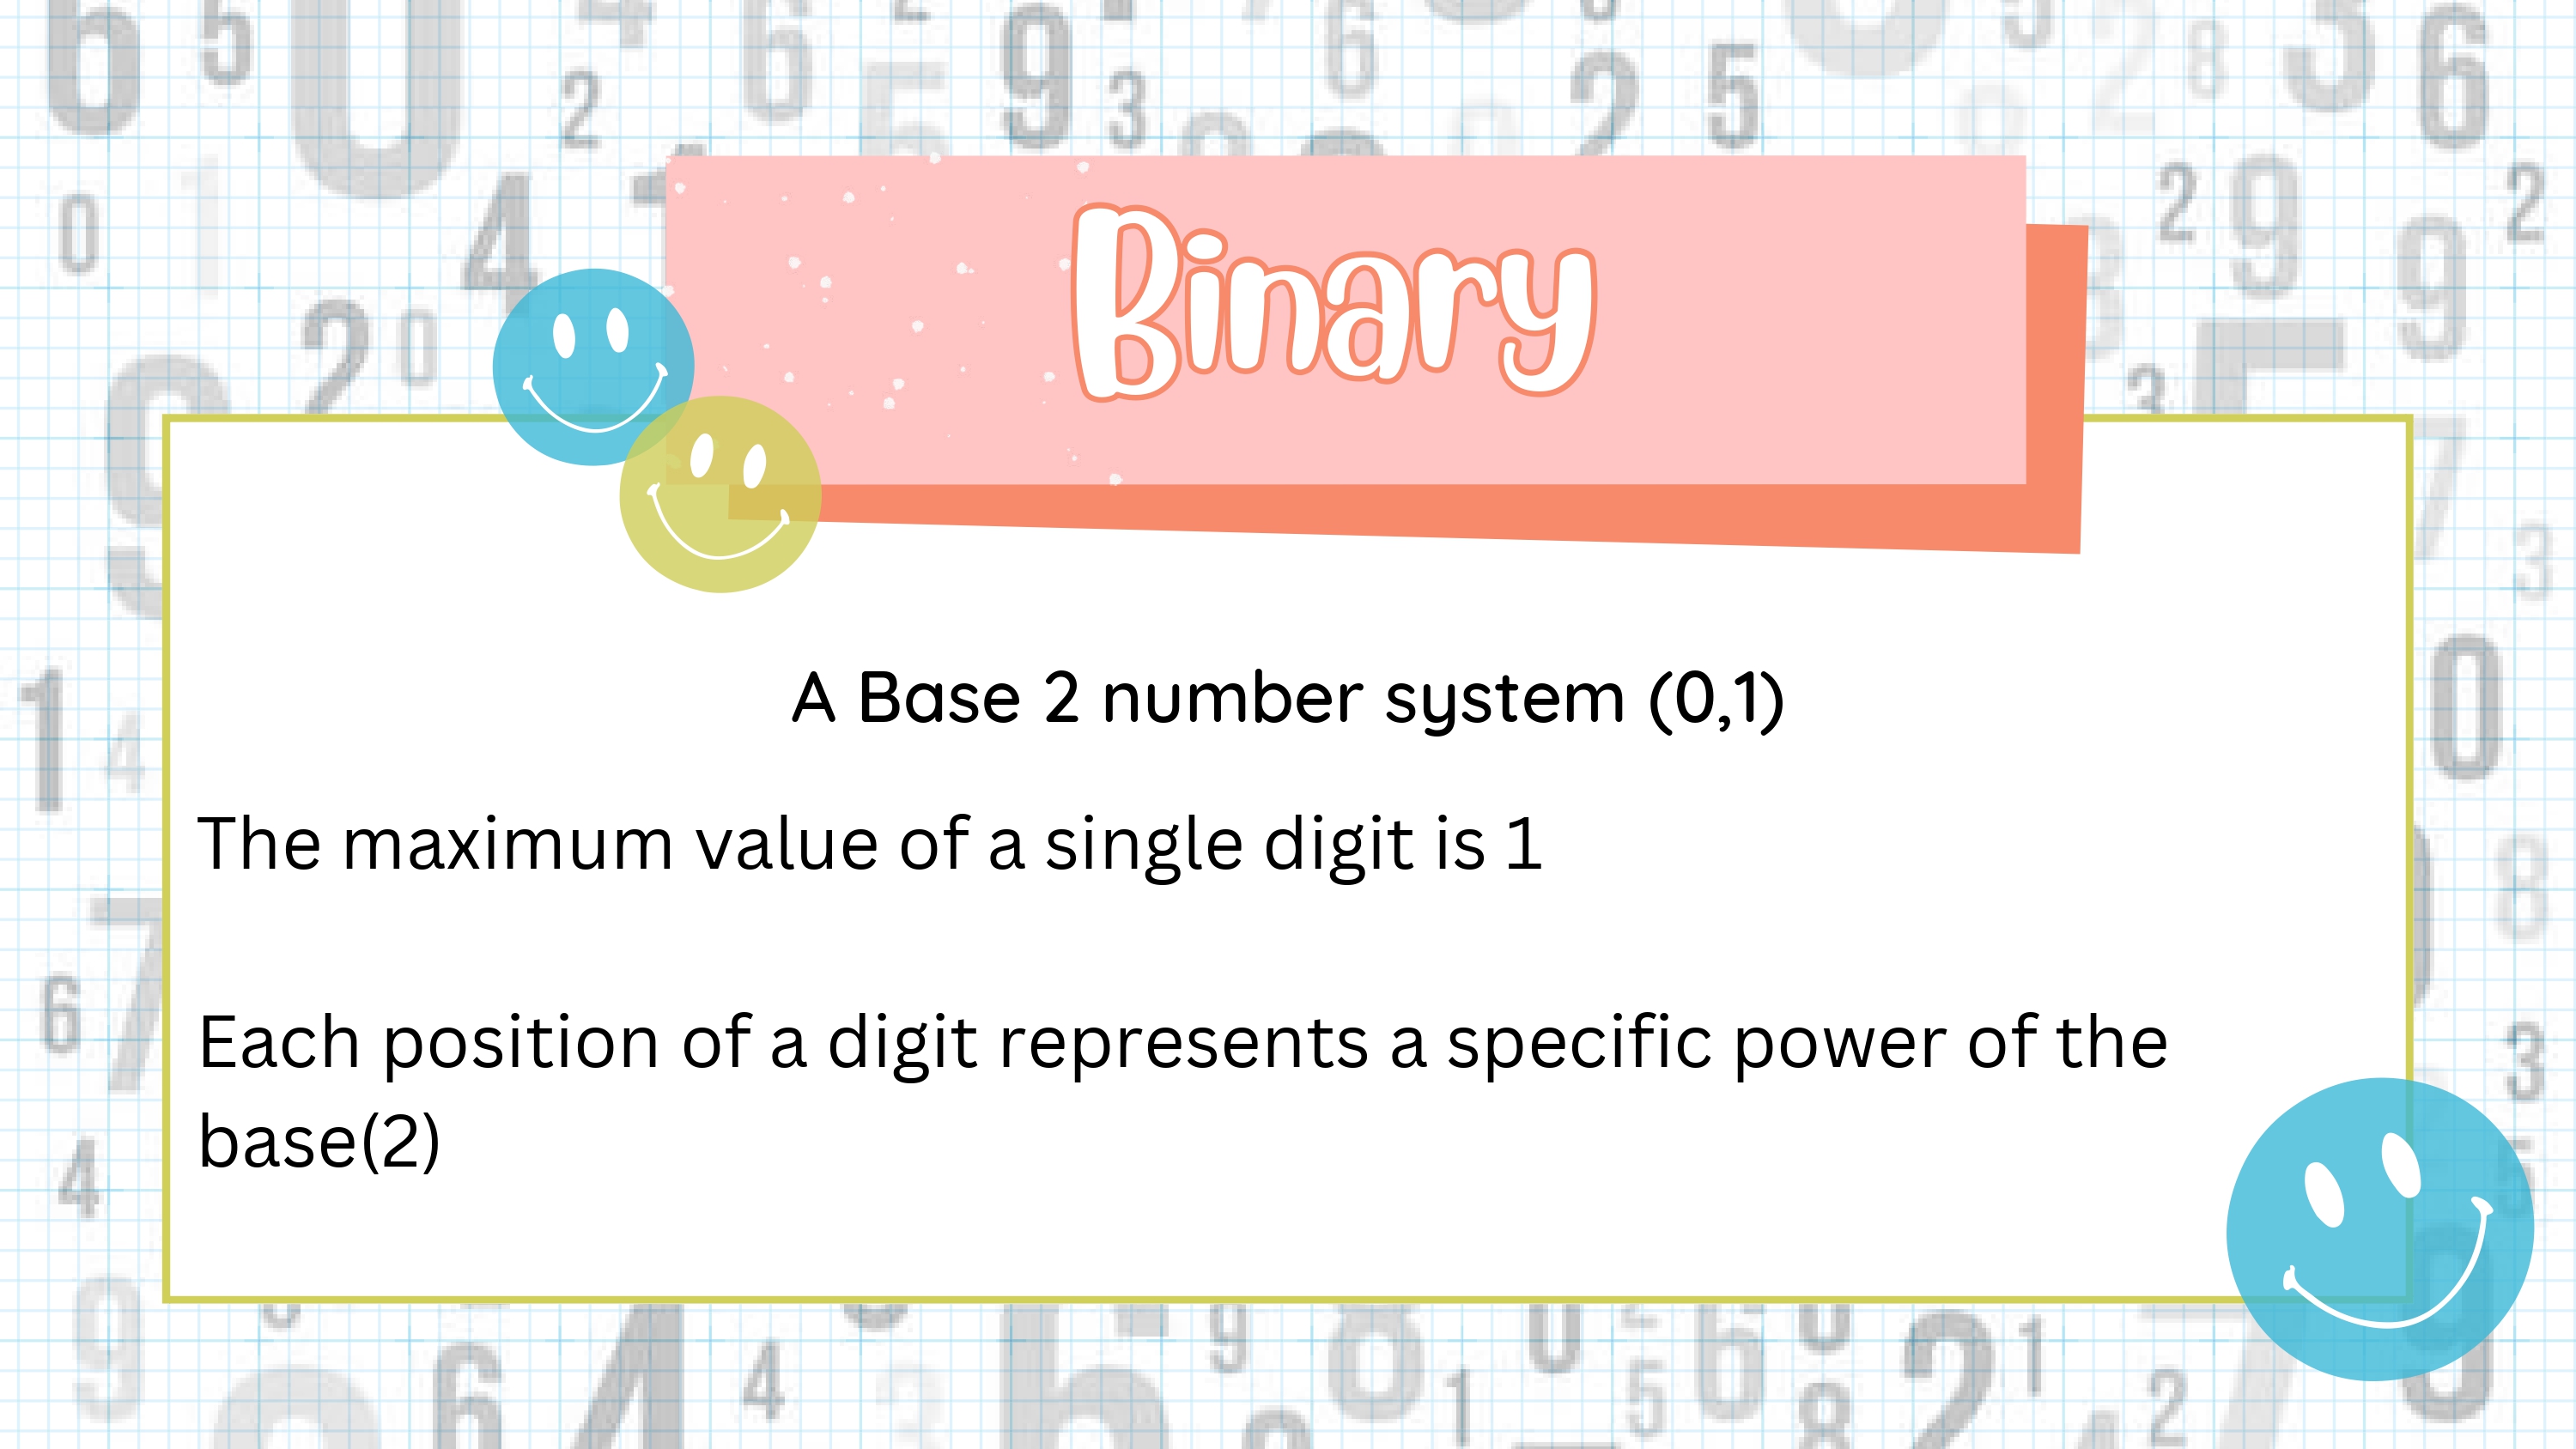 Binary
A Base 2 number system (0,1)
The maximum value of a single digit is 1
Each position of a digit represents a specific power of the
base(2)